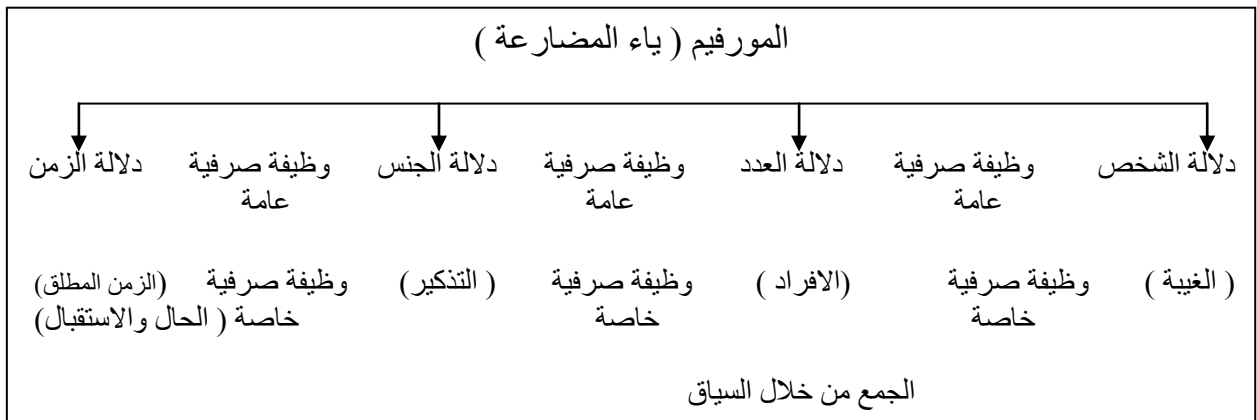 المورفيم ( ياء المضارعة )
دلالة الشخص وظيفة صرفية دلالة العدد وظيفة صرفية دلالة الجنس وظيفة صرفية دلالة الزمن
عامة عامة عامة
( الغيبة ) وظيفة صرفية (الافراد ) وظيفة صرفية ( التذكير) وظيفة صرفية (الزمن المطلق)
خاصة خاصة خاصة ( الحال والاستقبال)
الجمع من خلال السياق